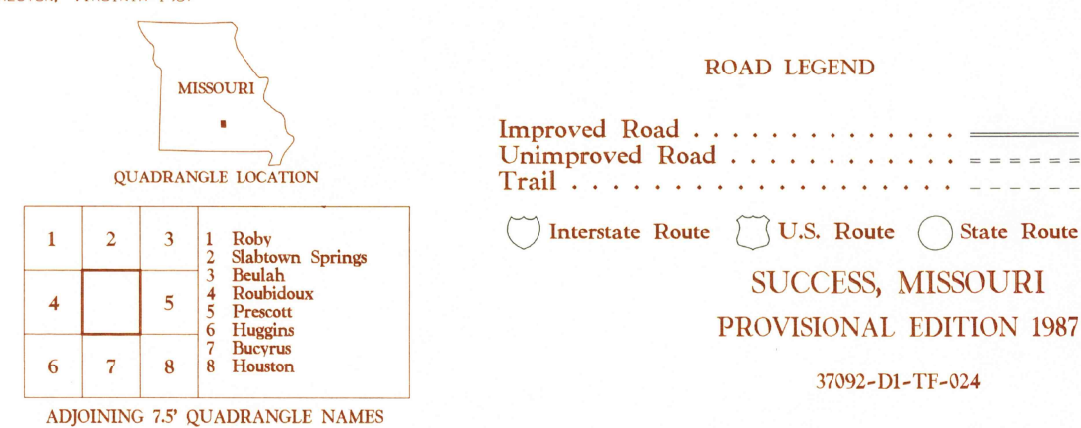 MISSOURI
QUADRANGLE LOCATION
1 2 3
4 5
6 7 8
1 Roby
2 Slabtown Springs
3 Beulah
4 Roubidoux
5 Prescott
6 Huggins
7 Bucyrus
8 Houston
ADJOINING 7.5' QUADRANGLE NAMES
ROAD LEGEND
Improved Road . . . . . . . . . . . . . .
Unimproved Road . . . . . . . . . . . .
Trail . . . . . . . . . . . . . . . . . . . .
Interstate Route U.S. Route State Route
SUCCESS, MISSOURI
PROVISIONAL EDITION 1987
37092-D1-TF-024